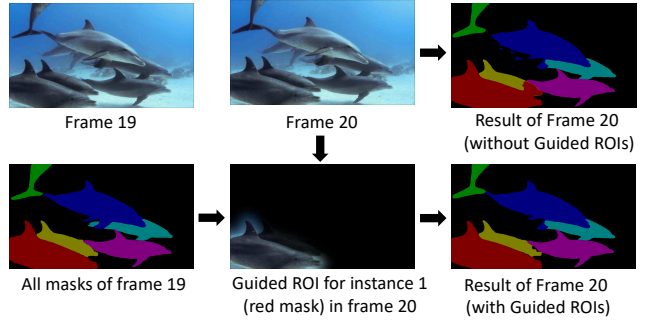 Frame 19
Frame 20
Result of Frame 20
(without Guided ROIs)
All masks of frame 19
Guided ROI for instance 1
(red mask) in frame 20
Result of Frame 20
(with Guided ROIs)